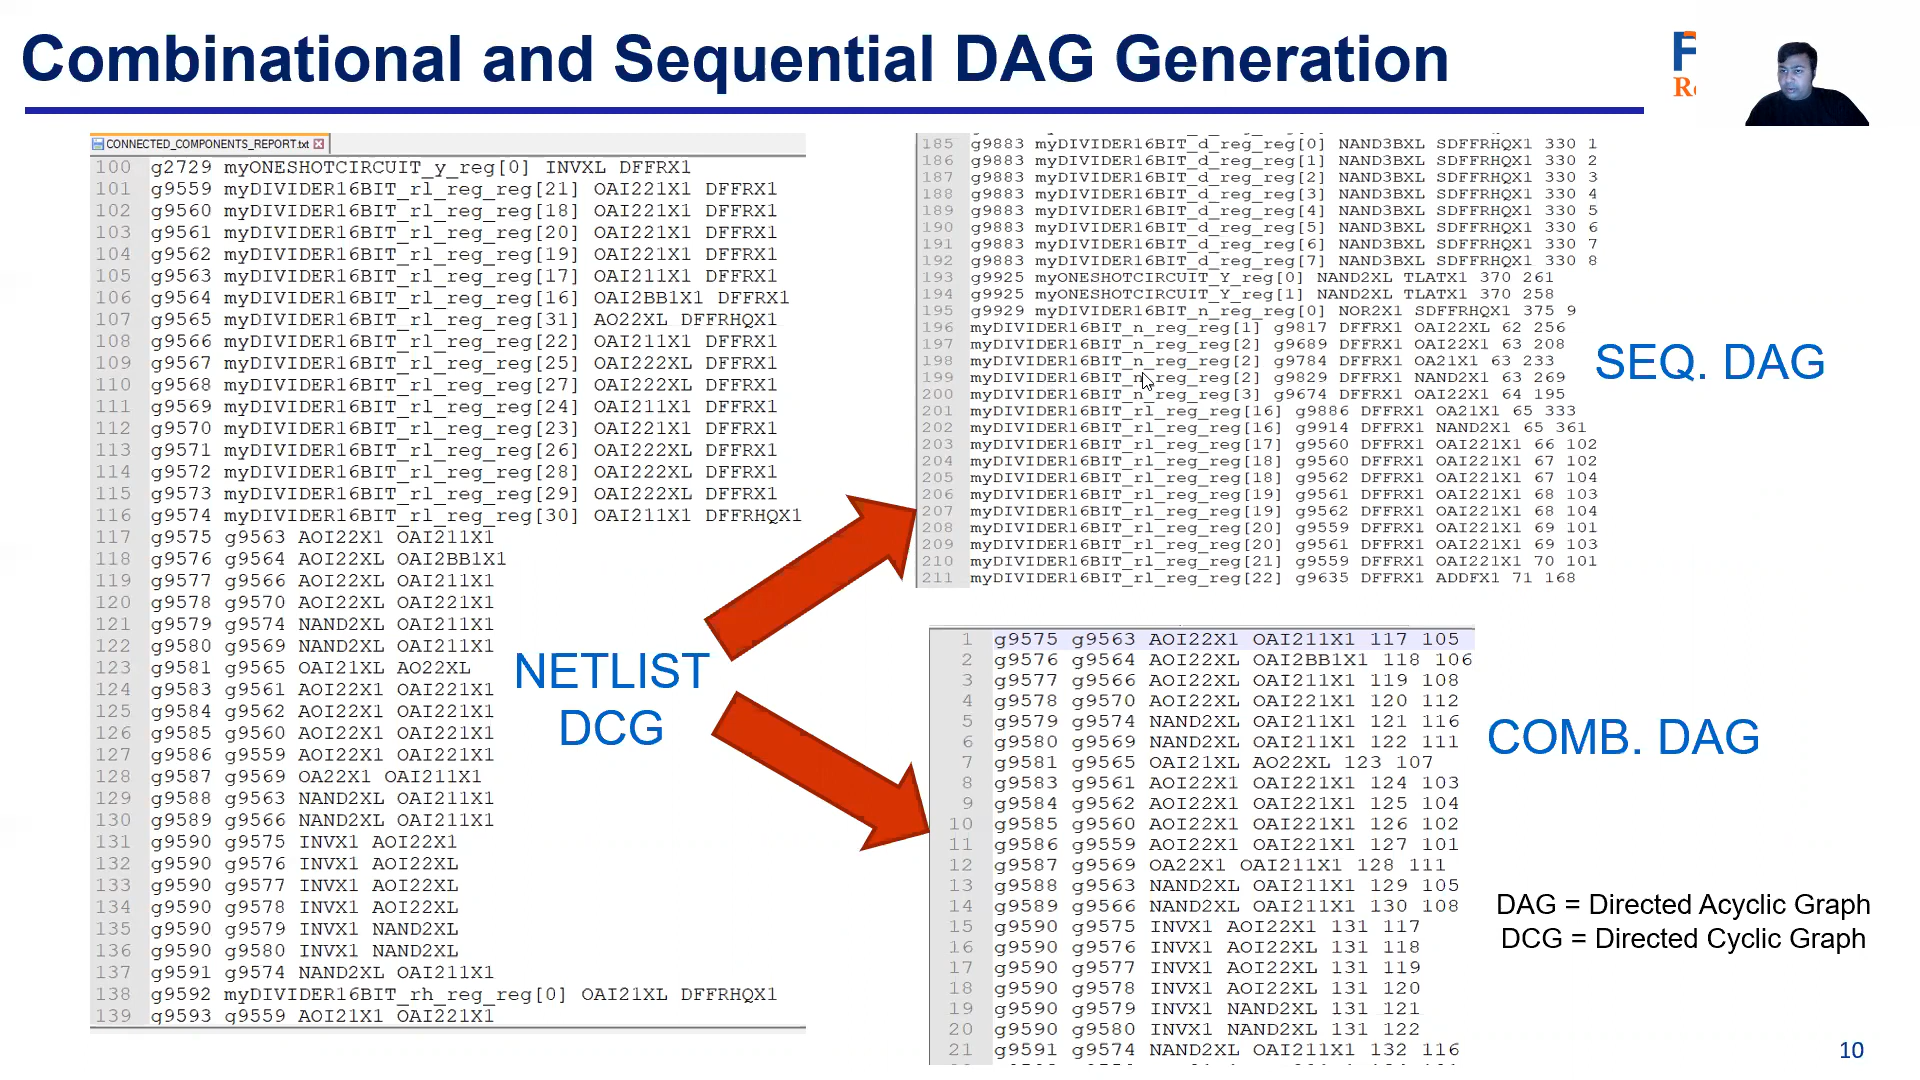 Combinational and Sequential DAG Generation
CONNECTED_COMPONENTS_REPORT.txt
100 g2729 myONESHOTCIRCUIT_y_reg[0] INVXL DFFRX1
101 g9559 myDIVIDER16BIT_rl_reg_reg[21] OAI221X1 DFFRX1
102 g9560 myDIVIDER16BIT_rl_reg_reg[18] OAI221X1 DFFRX1
103 g9561 myDIVIDER16BIT_rl_reg_reg[20] OAI221X1 DFFRX1
104 g9562 myDIVIDER16BIT_rl_reg_reg[19] OAI221X1 DFFRX1
105 g9563 myDIVIDER16BIT_rl_reg_reg[17] OAI211X1 DFFRX1
106 g9564 myDIVIDER16BIT_rl_reg_reg[16] OAI2BB1X1 DFFRX1
107 g9565 myDIVIDER16BIT_rl_reg_reg[31] AO22XL DFFRHQX1
108 g9566 myDIVIDER16BIT_rl_reg_reg[22] OAI211X1 DFFRX1
109 g9567 myDIVIDER16BIT_rl_reg_reg[25] OAI222XL DFFRX1
110 g9568 myDIVIDER16BIT_rl_reg_reg[27] OAI222XL DFFRX1
111 g9569 myDIVIDER16BIT_rl_reg_reg[24] OAI211X1 DFFRX1
112 g9570 myDIVIDER16BIT_rl_reg_reg[23] OAI221X1 DFFRX1
113 g9571 myDIVIDER16BIT_rl_reg_reg[26] OAI222XL DFFRX1
114 g9572 myDIVIDER16BIT_rl_reg_reg[28] OAI222XL DFFRX1
115 g9573 myDIVIDER16BIT_rl_reg_reg[29] OAI222XL DFFRX1
116 g9574 myDIVIDER16BIT_rl_reg_reg[30] OAI211X1 DFFRHQX1
117 g9575 g9563 AOI22X1 OAI211X1
118 g9576 g9564 AOI22XL OAI2BB1X1
119 g9577 g9566 AOI22XL OAI211X1
120 g9578 g9570 AOI22XL OAI221X1
121 g9579 g9574 NAND2XL OAI211X1
122 g9580 g9569 NAND2XL OAI211X1
123 g9581 g9565 OAI21XL AO22XL
124 g9583 g9561 AOI22X1 OAI221X1
125 g9584 g9562 AOI22X1 OAI221X1
126 g9585 g9560 AOI22X1 OAI221X1
127 g9586 g9559 AOI22X1 OAI221X1
128 g9587 g9569 OA22X1 OAI211X1
129 g9588 g9563 NAND2XL OAI211X1
130 g9589 g9566 NAND2XL OAI211X1
131 g9590 g9575 INVX1 AOI22X1
132 g9590 g9576 INVX1 AOI22XL
133 g9590 g9577 INVX1 AOI22XL
134 g9590 g9578 INVX1 AOI22XL
135 g9590 g9579 INVX1 NAND2XL
136 g9590 g9580 INVX1 NAND2XL
137 g9591 g9574 NAND2XL OAI211X1
138 g9592 myDIVIDER16BIT_rh_reg_reg[0] OAI21XL DFFRHQX1
139 g9593 g9559 AOI21X1 OAI221X1
NETLIST
DCG
185 g9883 myDIVIDER16BIT_d_reg_reg[0] NAND3BXL SDFFRHQX1 330 1
186 g9883 myDIVIDER16BIT_d_reg_reg[1] NAND3BXL SDFFRHQX1 330 2
187 g9883 myDIVIDER16BIT_d_reg_reg[2] NAND3BXL SDFFRHQX1 330 3
188 g9883 myDIVIDER16BIT_d_reg_reg[3] NAND3BXL SDFFRHQX1 330 4
189 g9883 myDIVIDER16BIT_d_reg_reg[4] NAND3BXL SDFFRHQX1 330 5
190 g9883 myDIVIDER16BIT_d_reg_reg[5] NAND3BXL SDFFRHQX1 330 6
191 g9883 myDIVIDER16BIT_d_reg_reg[6] NAND3BXL SDFFRHQX1 330 7
192 g9883 myDIVIDER16BIT_d_reg_reg[7] NAND3BXL SDFFRHQX1 330 8
193 g9925 myONESHOTCIRCUIT_Y_reg[0] NAND2XL TLATX1 370 261
194 g9925 myONESHOTCIRCUIT_Y_reg[1] NAND2XL TLATX1 370 258
195 g9929 myDIVIDER16BIT_n_reg_reg[0] NOR2X1 SDFFRHQX1 375 9
196 myDIVIDER16BIT_n_reg_reg[1] g9817 DFFRX1 OAI22XL 62 256
197 myDIVIDER16BIT_n_reg_reg[2] g9689 DFFRX1 OAI22X1 63 208
198 myDIVIDER16BIT_n_reg_reg[2] g9784 DFFRX1 OA21X1 63 233
199 myDIVIDER16BIT_n_reg_reg[2] g9829 DFFRX1 NAND2X1 63 269
200 myDIVIDER16BIT_n_reg_reg[3] g9674 DFFRX1 OAI22X1 64 195
201 myDIVIDER16BIT_rl_reg_reg[16] g9886 DFFRX1 OA21X1 65 333
202 myDIVIDER16BIT_rl_reg_reg[16] g9914 DFFRX1 NAND2X1 65 361
203 myDIVIDER16BIT_rl_reg_reg[17] g9560 DFFRX1 OAI221X1 66 102
204 myDIVIDER16BIT_rl_reg_reg[18] g9560 DFFRX1 OAI221X1 67 102
205 myDIVIDER16BIT_rl_reg_reg[18] g9562 DFFRX1 OAI221X1 67 104
206 myDIVIDER16BIT_rl_reg_reg[19] g9561 DFFRX1 OAI221X1 68 103
207 myDIVIDER16BIT_rl_reg_reg[19] g9562 DFFRX1 OAI221X1 68 104
208 myDIVIDER16BIT_rl_reg_reg[20] g9559 DFFRX1 OAI221X1 69 101
209 myDIVIDER16BIT_rl_reg_reg[20] g9561 DFFRX1 OAI221X1 69 103
210 myDIVIDER16BIT_rl_reg_reg[21] g9559 DFFRX1 OAI221X1 70 101
211 myDIVIDER16BIT_rl_reg_reg[22] g9635 DFFRX1 ADDFX1 71 168
SEQ. DAG
1 g9575 g9563 AOI22X1 OAI211X1 117 105
2 g9576 g9564 AOI22XL OAI2BB1X1 118 106
3 g9577 g9566 AOI22XL OAI211X1 119 108
4 g9578 g9570 AOI22XL OAI221X1 120 112
5 g9579 g9574 NAND2XL OAI211X1 121 116
6 g9580 g9569 NAND2XL OAI211X1 122 111
7 g9581 g9565 OAI21XL AO22XL 123 107
8 g9583 g9561 AOI22X1 OAI221X1 124 103
9 g9584 g9562 AOI22X1 OAI221X1 125 104
10 g9585 g9560 AOI22X1 OAI221X1 126 102
11 g9586 g9559 AOI22X1 OAI221X1 127 101
12 g9587 g9569 OA22X1 OAI211X1 128 111
13 g9588 g9563 NAND2XL OAI211X1 129 105
14 g9589 g9566 NAND2XL OAI211X1 130 108
15 g9590 g9575 INVX1 AOI22X1 131 117
16 g9590 g9576 INVX1 AOI22XL 131 118
17 g9590 g9577 INVX1 AOI22XL 131 119
18 g9590 g9578 INVX1 AOI22XL 131 120
19 g9590 g9579 INVX1 NAND2XL 131 121
20 g9590 g9580 INVX1 NAND2XL 131 122
21 g9591 g9574 NAND2XL OAI211X1 132 116
COMB. DAG
DAG = Directed Acyclic Graph
DCG = Directed Cyclic Graph
10